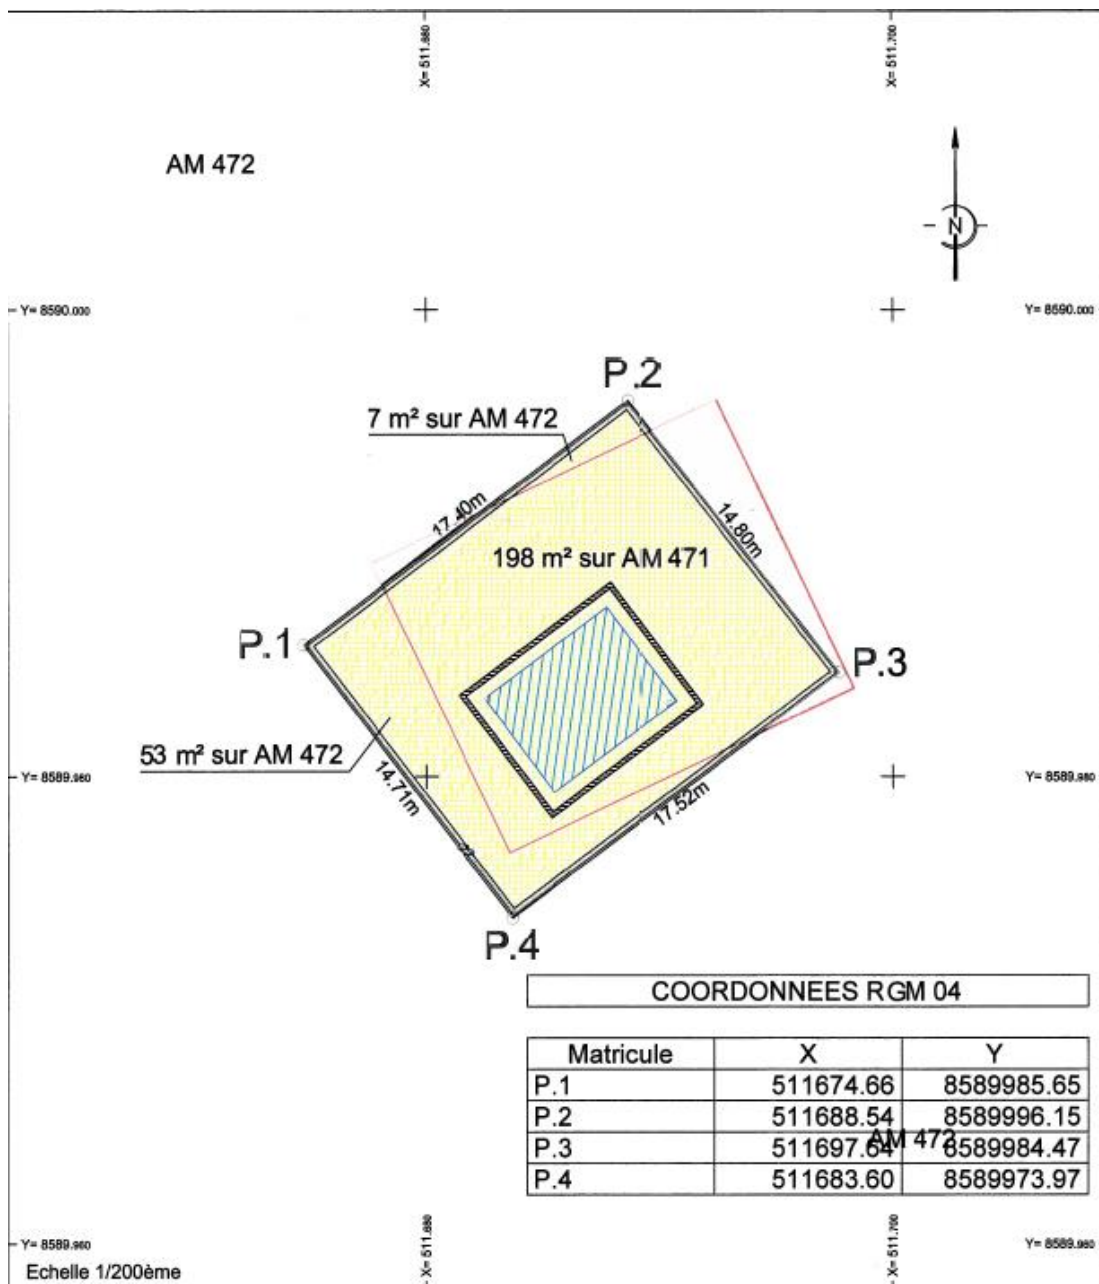 X= 511.680
X= 511.700
AM 472
N
Y= 8590.000
Y= 8590.000
P.2
7 m² sur AM 472
17.40m
14.80m
198 m² sur AM 471
P.1
P.3
53 m² sur AM 472
Y= 8589.980
14.71m
Y= 8589.980
17.52m
P.4
COORDONNEES RGM 04
Matricule X Y
P.1 511674.66 8589985.65
P.2 511688.54 8589996.15
AM 472
P.3 511697.64 8589984.47
P.4 511683.60 8589973.97
X= 511.680
X= 511.700
Y= 8589.960
Y= 8589.960
Echelle 1/200ème